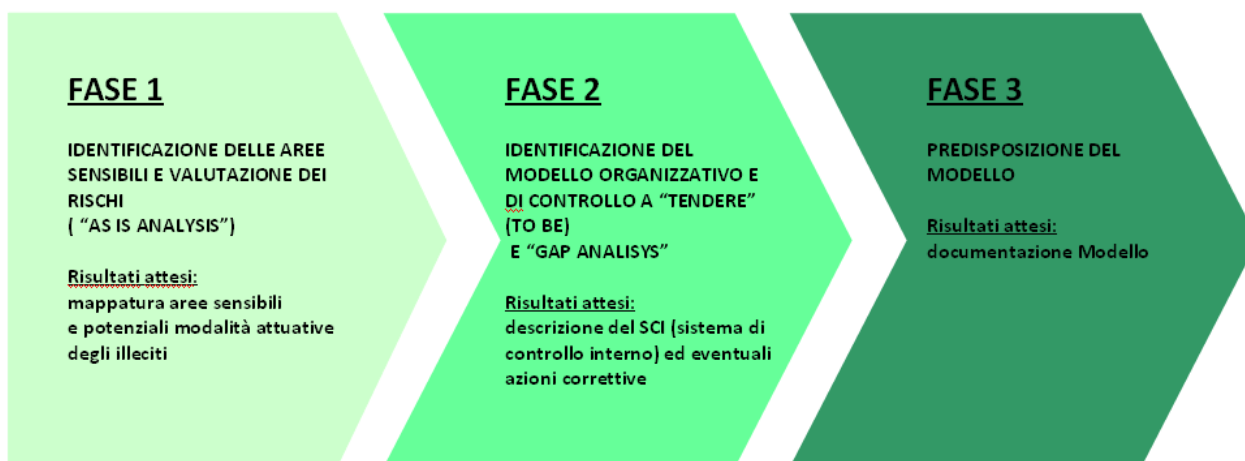 FASE 1
IDENTIFICAZIONE DELLE AREE
SENSIBILI E VALUTAZIONE DEI
RISCHI
( “AS IS ANALYSIS”)
Risultati attesi:
mappatura aree sensibili
e potenziali modalità attuative
degli illeciti
FASE 2
IDENTIFICAZIONE DEL
MODELLO ORGANIZZATIVO E
DI CONTROLLO A “TENDERE”
(TO BE)
E “GAP ANALISYS”
Risultati attesi:
descrizione del SCI (sistema di
controllo interno) ed eventuali
azioni correttive
FASE 3
PREDISPOSIZIONE DEL
MODELLO
Risultati attesi:
documentazione Modello